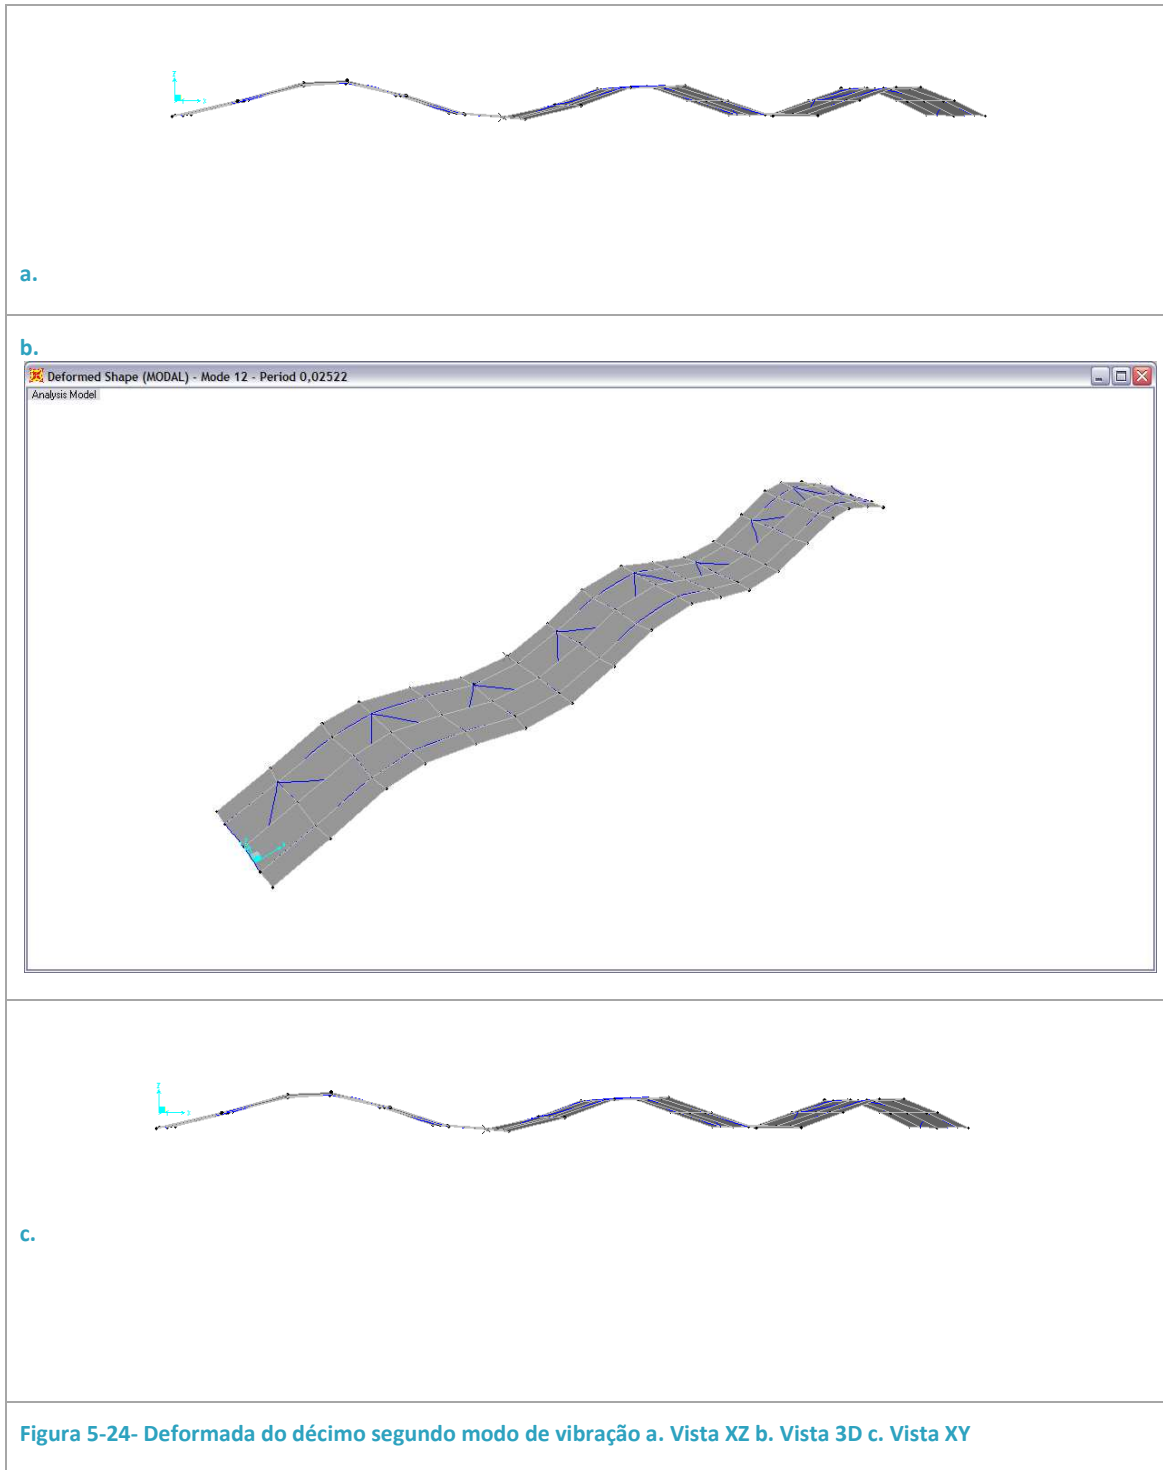 Z
X
a.
b.
Deformed Shape (MODAL) - Mode 12 - Period 0,02522
Analysis Model
Z
X
c.
Figura 5-24- Deformada do décimo segundo modo de vibração a. Vista XZ b. Vista 3D c. Vista XY